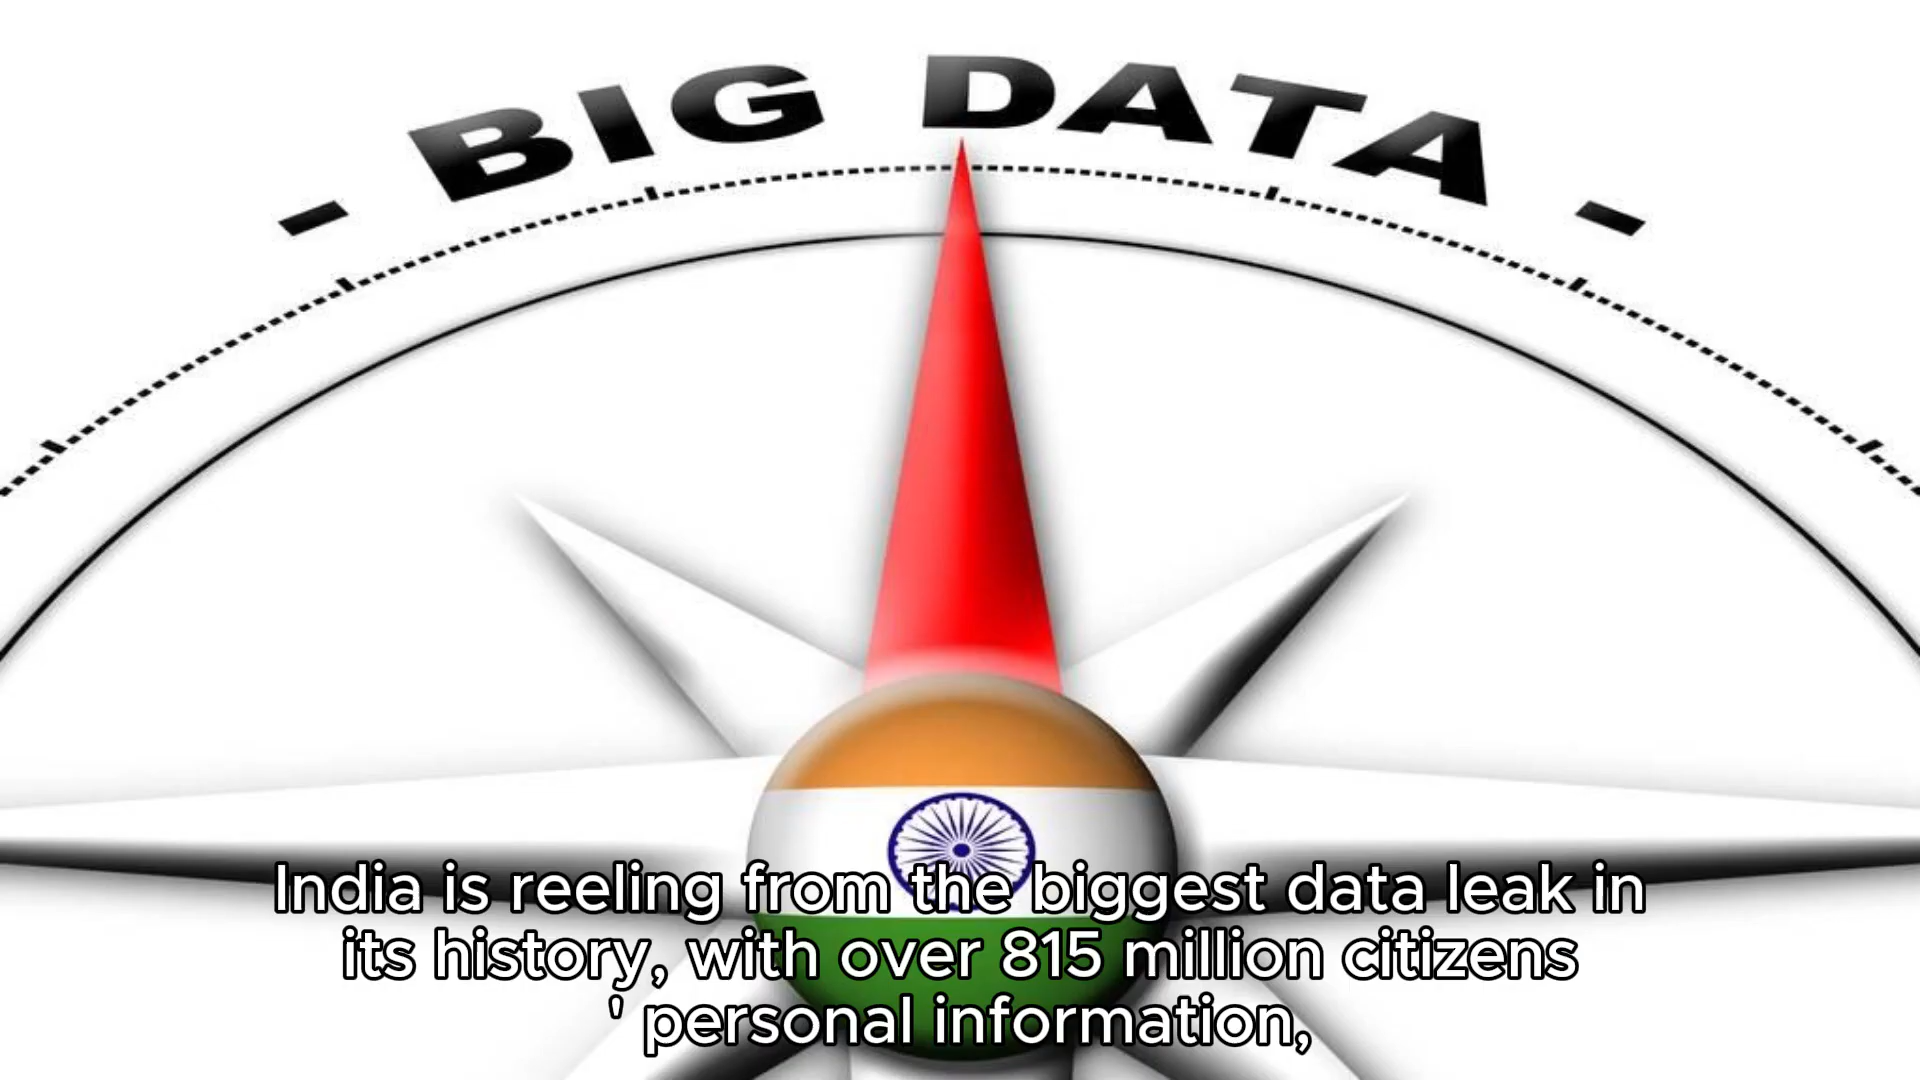 - BIG DATA -
India is reeling from the biggest data leak in
its history, with over 815 million citizens
' personal information,